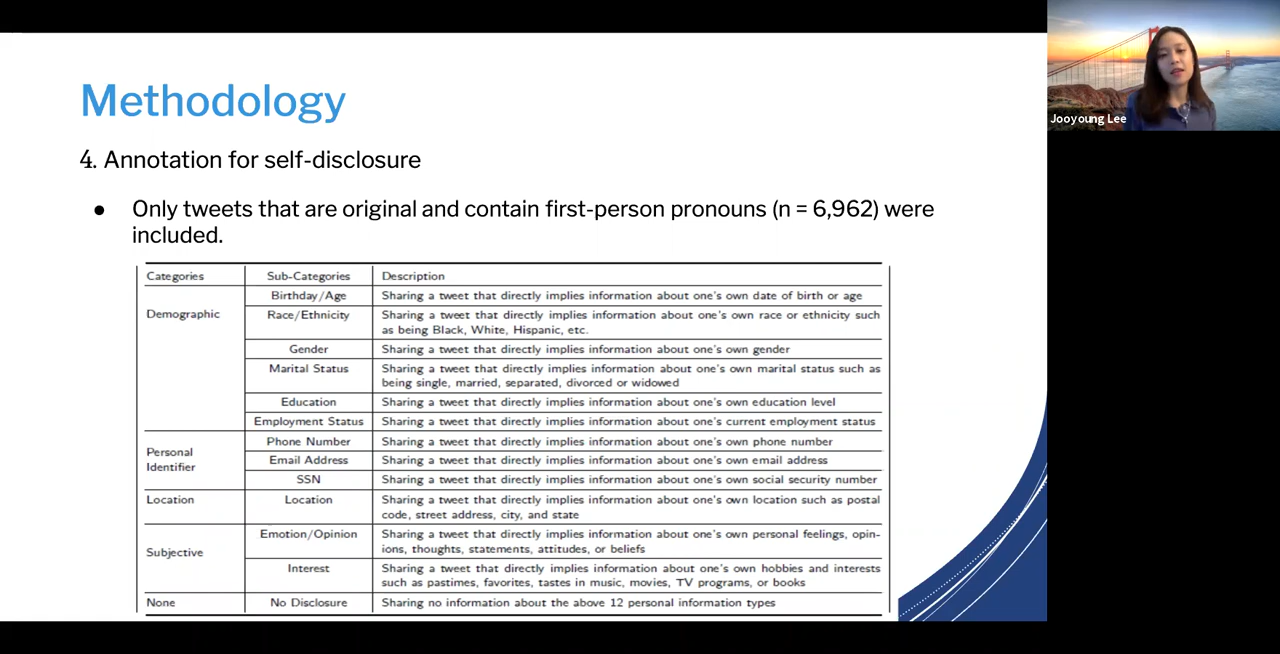 Methodology
Jooyoung Lee
4. Annotation for self-disclosure
● Only tweets that are original and contain first-person pronouns (n = 6,962) were
included.
Categories Sub-Categories Description
Demographic
Birthday/Age Sharing a tweet that directly implies information about one's own date of birth or age
Race/Ethnicity Sharing a tweet that directly implies information about one's own race or ethnicity such
as being Black, White, Hispanic, etc.
Gender Sharing a tweet that directly implies information about one's own gender
Marital Status Sharing a tweet that directly implies information about one's own marital status such as
being single, married, separated, divorced or widowed
Education Sharing a tweet that directly implies information about one's own education level
Employment Status Sharing a tweet that directly implies information about one's current employment status
Personal
Identifier
Phone Number Sharing a tweet that directly implies information about one's own phone number
Email Address Sharing a tweet that directly implies information about one's own email address
SSN Sharing a tweet that directly implies information about one's own social security number
Location Location Sharing a tweet that directly implies information about one's own location such as postal
code, street address, city, and state
Subjective
Emotion/Opinion Sharing a tweet that directly implies information about one's own personal feelings, opin-
ions, thoughts, statements, attitudes, or beliefs
Interest Sharing a tweet that directly implies information about one's own hobbies and interests
such as pastimes, favorites, tastes in music, movies, TV programs, or books
None No Disclosure Sharing no information about the above 12 personal information types